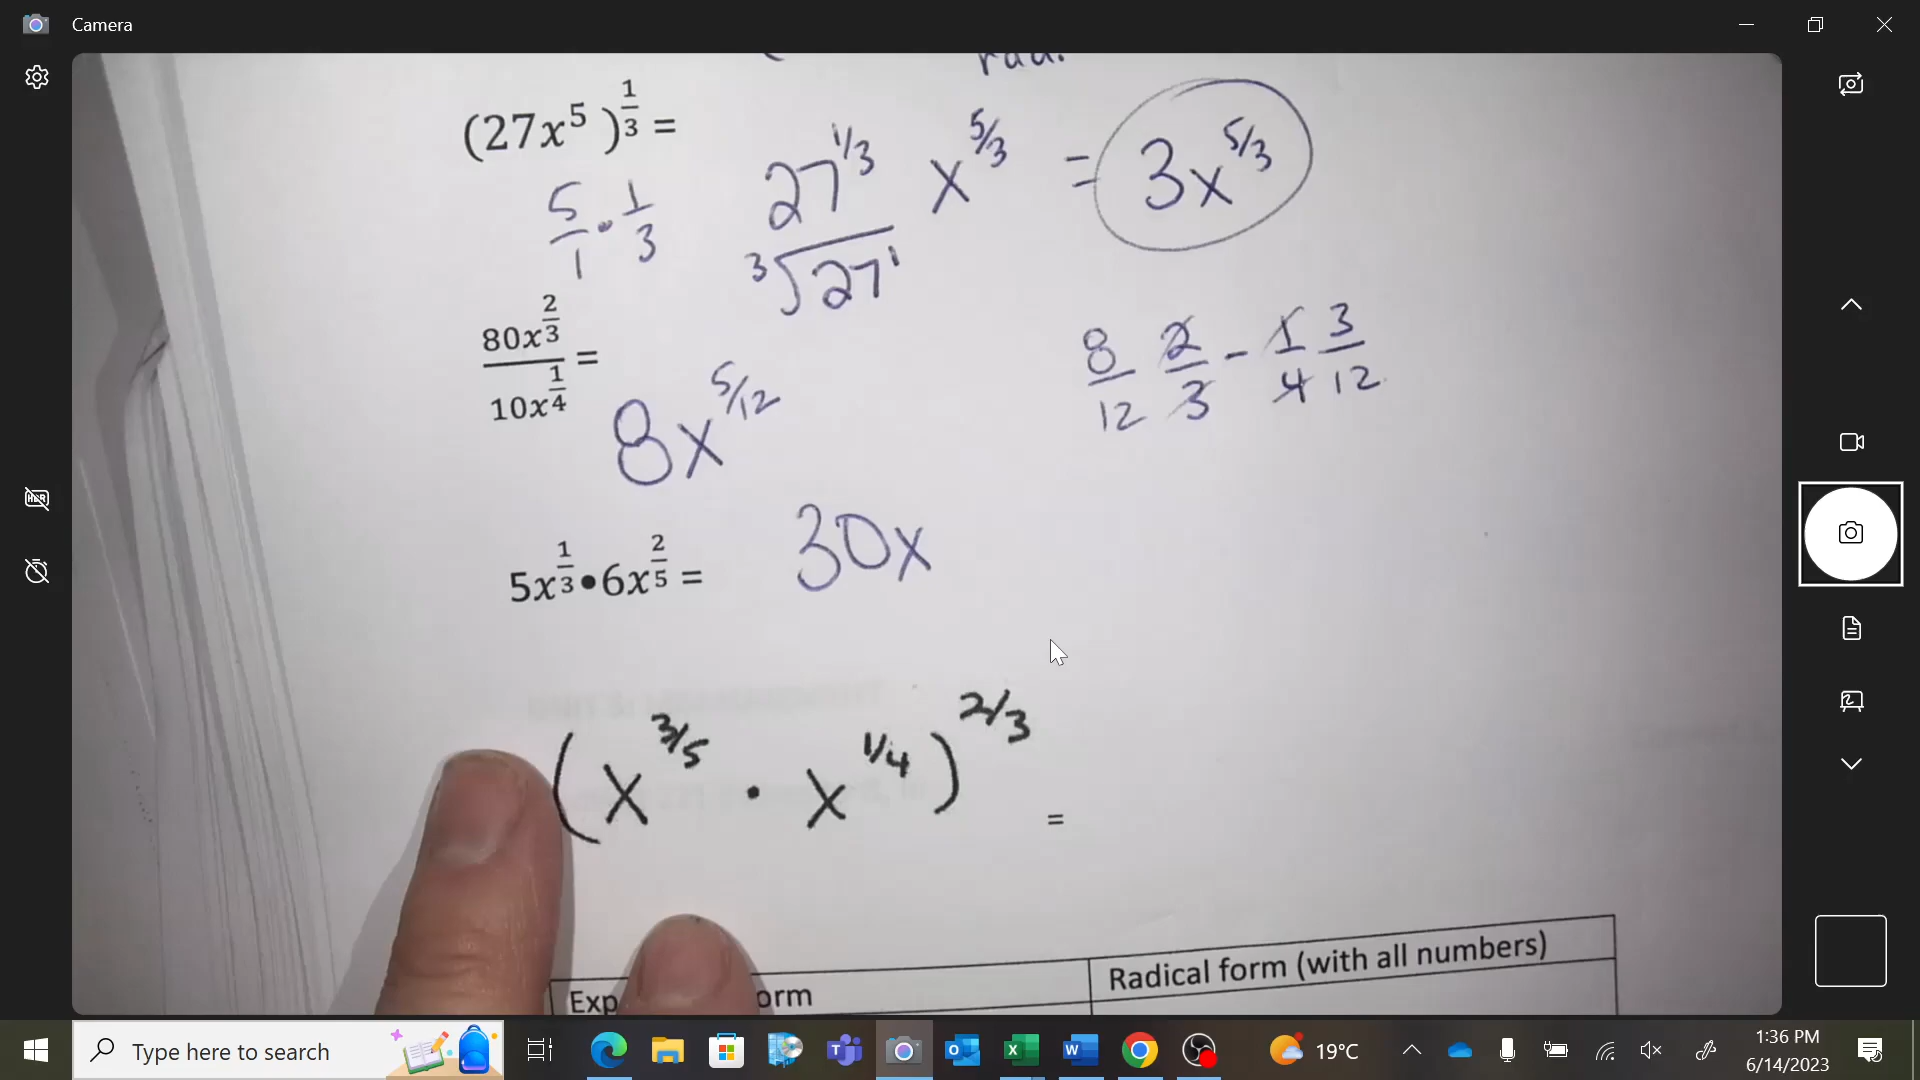 Camera
rad.
(27x⁵)^(1/3) =
27^(1/3) x^(5/3) = 3x^(5/3)
5/1 · 1/3
∛27¹
80x^(2/3) / 10x^(1/4) =
8x^(5/12)
8/12 2/3 - 1/4 3/12
5x^(1/3) • 6x^(2/5) = 30x
(x^(3/5) · x^(1/4))^(2/3) =
Exp orm
Radical form (with all numbers)
Type here to search
19°C
1:36 PM
6/14/2023